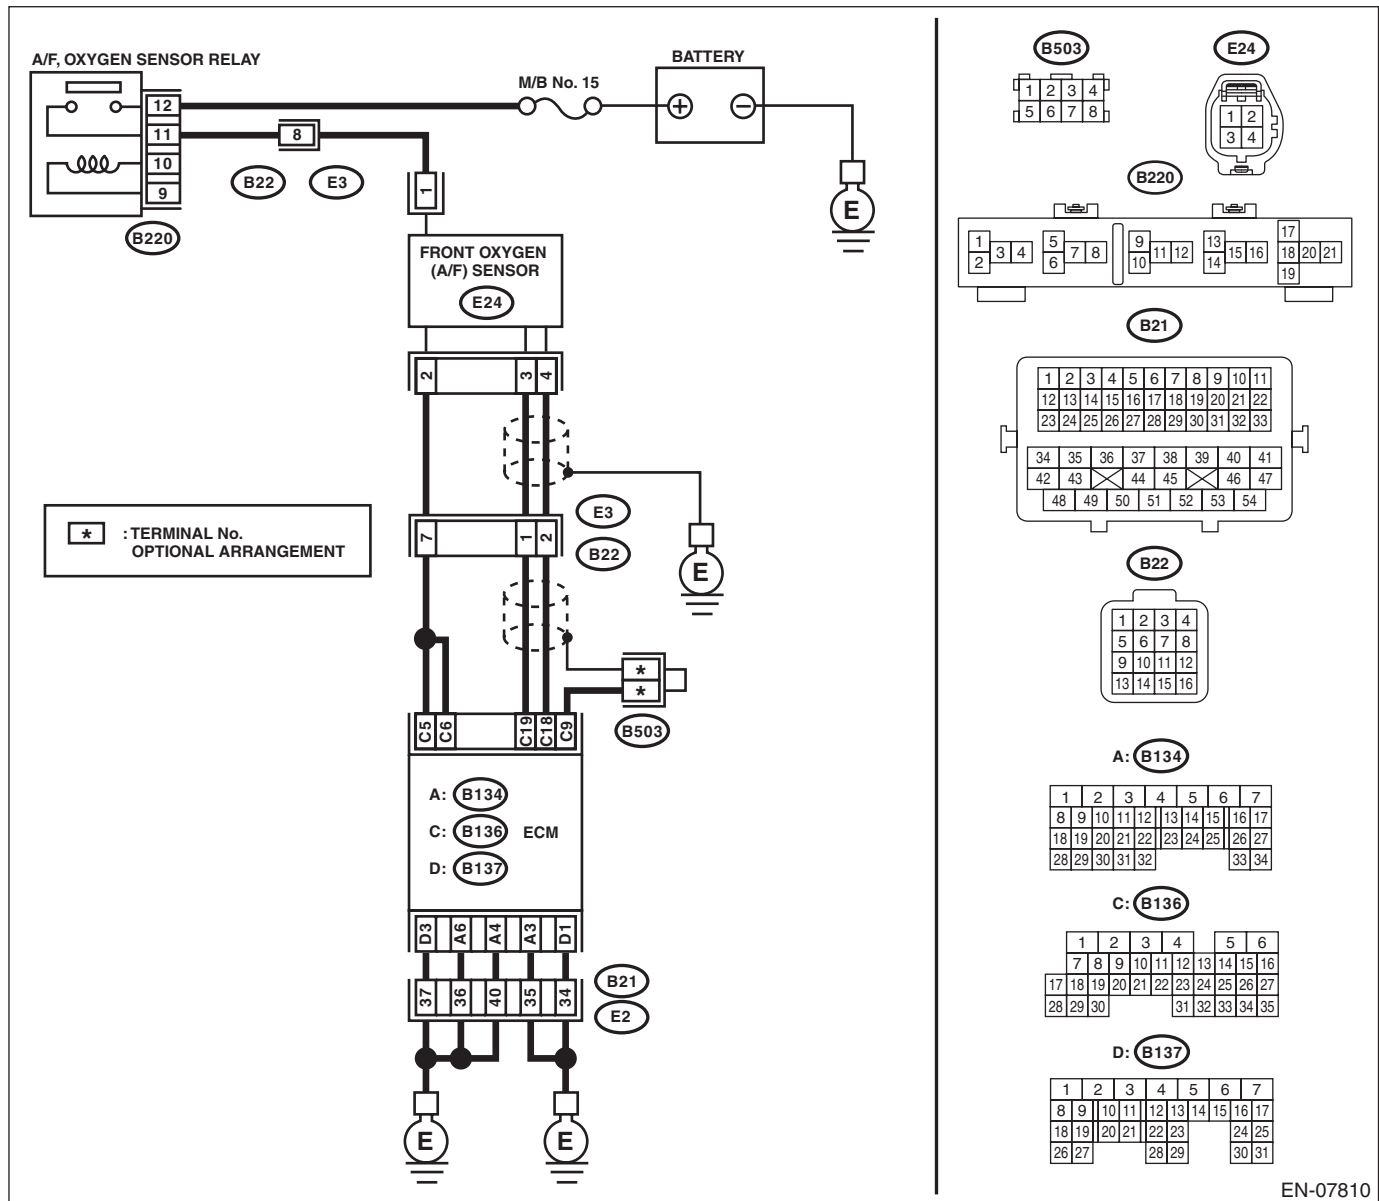 A/F, OXYGEN SENSOR RELAY
12
11
10
9
B220
8
B22
E3
M/B No. 15
BATTERY
+
−
E
1
FRONT OXYGEN
(A/F) SENSOR
E24
2 3 4
E
E3
B22
7 1 2
* : TERMINAL No.
OPTIONAL ARRANGEMENT
*
*
B503
C5 C6 C19 C18 C9
A: B134
C: B136 ECM
D: B137
D3 A6 A4 A3 D1
37 36 40 35 34
B21
E2
E E
B503
1 2 3 4
5 6 7 8
E24
1 2
3 4
B220
1 2 3 4 5 6 7 8 9 10 11 12 13 14 15 16 17 18 19 20 21
B21
1 2 3 4 5 6 7 8 9 10 11
12 13 14 15 16 17 18 19 20 21 22
23 24 25 26 27 28 29 30 31 32 33
34 35 36 37 38 39 40 41
42 43 44 45 46 47
48 49 50 51 52 53 54
B22
1 2 3 4
5 6 7 8
9 10 11 12
13 14 15 16
A: B134
1 2 3 4 5 6 7
8 9 10 11 12 13 14 15 16 17
18 19 20 21 22 23 24 25 26 27
28 29 30 31 32 33 34
C: B136
1 2 3 4 5 6
7 8 9 10 11 12 13 14 15 16
17 18 19 20 21 22 23 24 25 26 27
28 29 30 31 32 33 34 35
D: B137
1 2 3 4 5 6 7
8 9 10 11 12 13 14 15 16 17
18 19 20 21 22 23 24 25
26 27 28 29 30 31
EN-07810